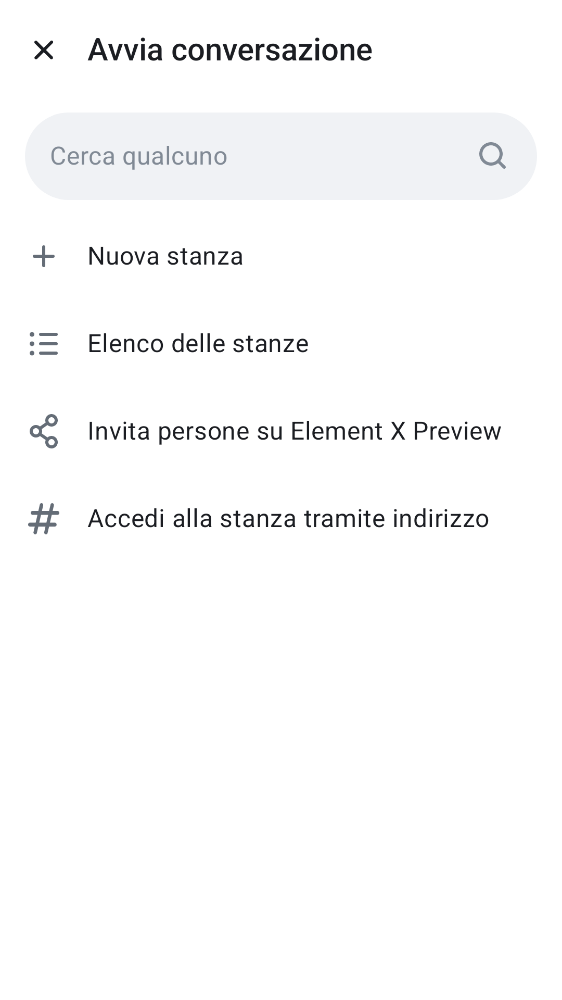 Avvia conversazione
Cerca qualcuno
Nuova stanza
Elenco delle stanze
Invita persone su Element X Preview
Accedi alla stanza tramite indirizzo